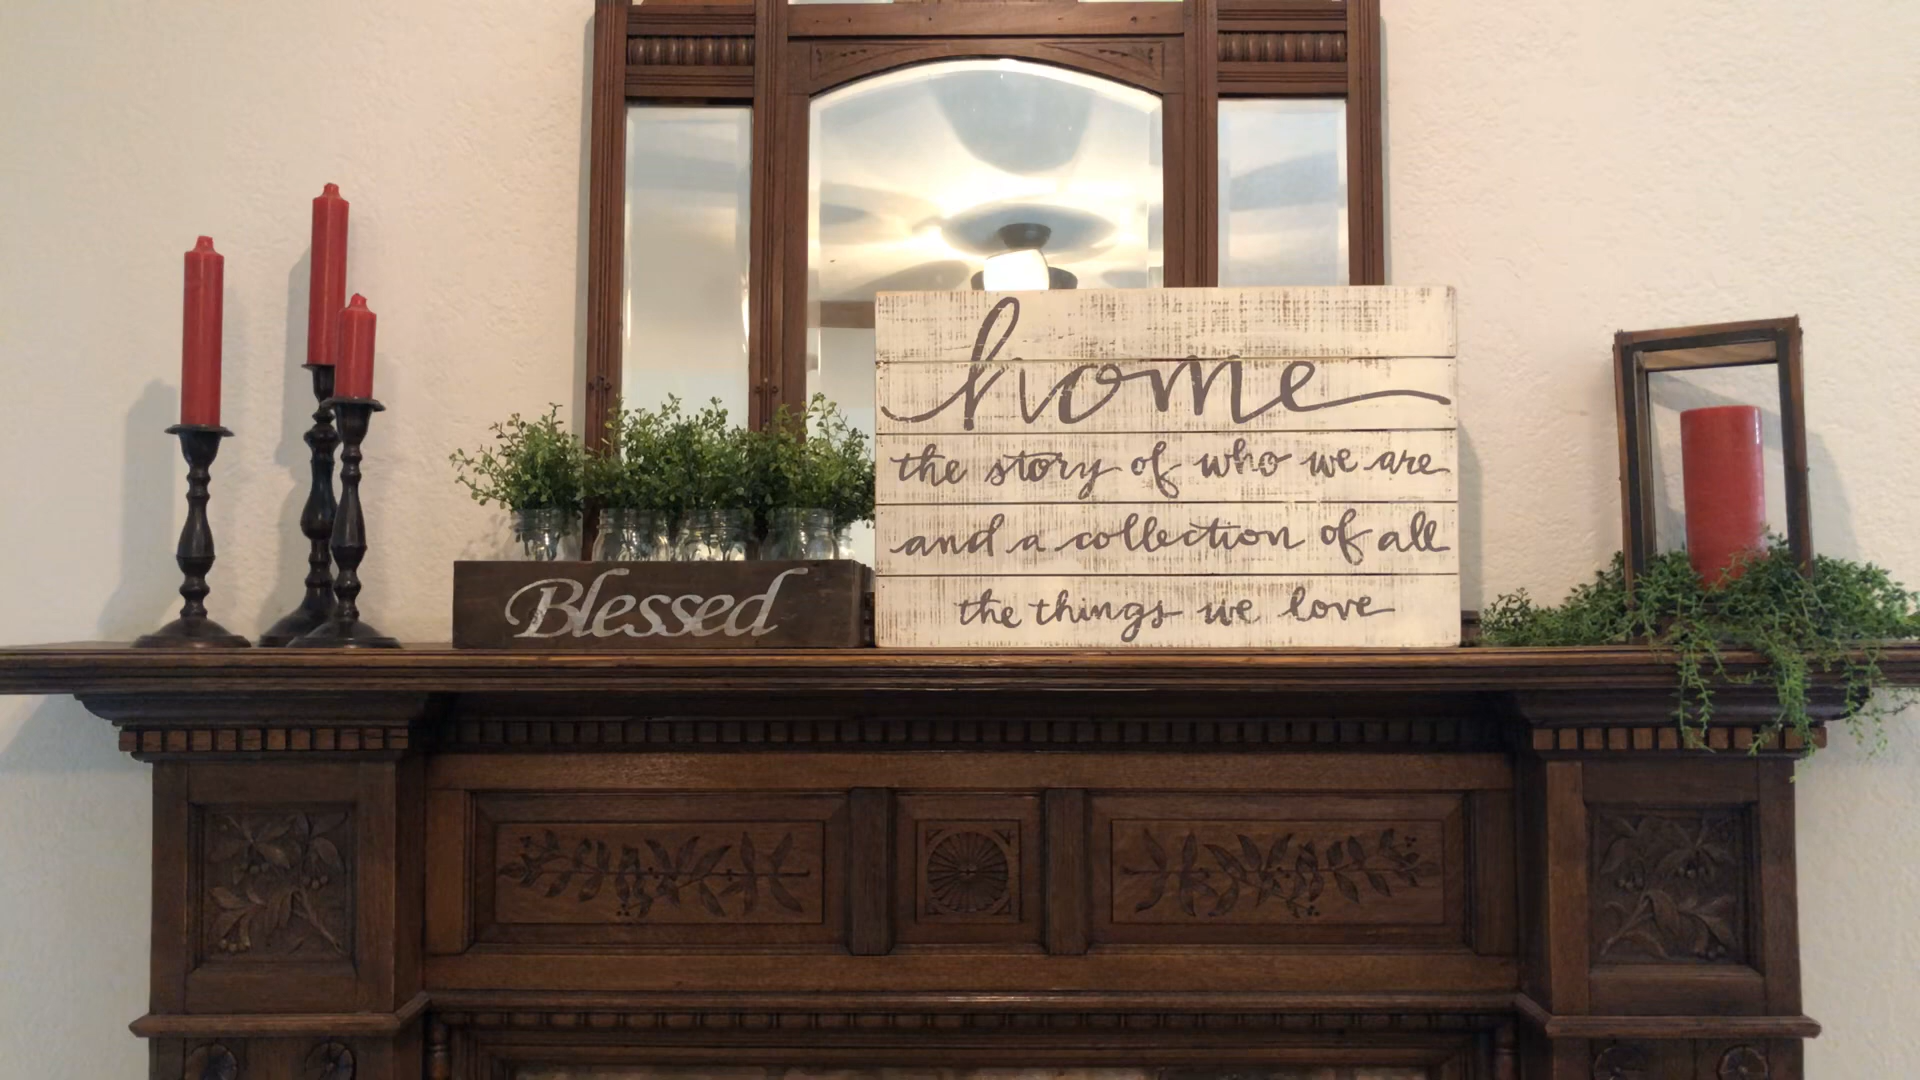 Blessed
home
the story of who we are
and a collection of all
the things we love